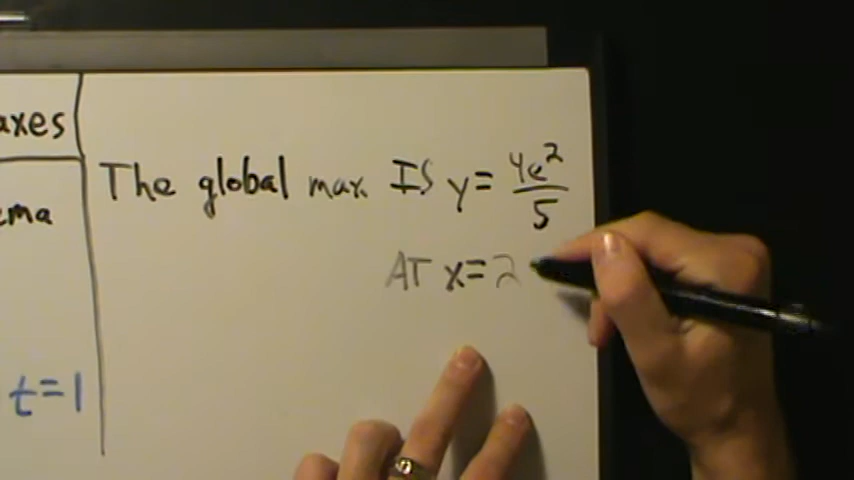 axes
The global max. IS y = 4e²/5
ema
AT x = 2
t = 1